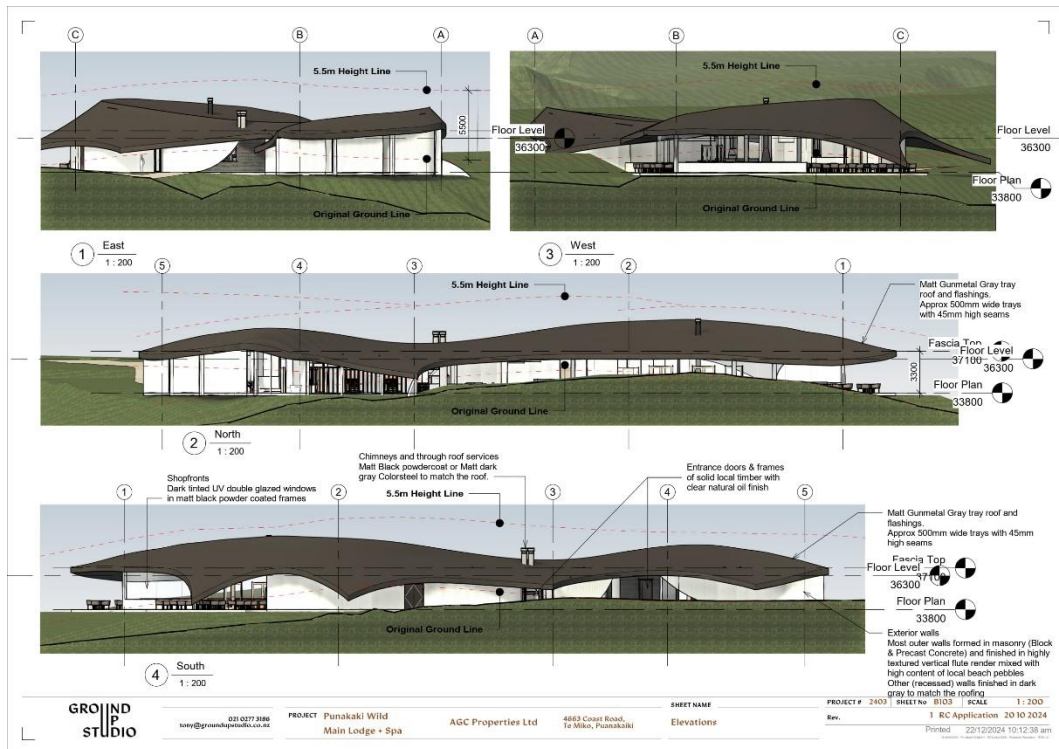 C
B
A
5.5m Height Line
5500
Floor Level
36300
Original Ground Line
1
East
1 : 200
A
B
C
5.5m Height Line
Floor Level
36300
Floor Plan
33800
Original Ground Line
3
West
1 : 200
5
4
3
2
1
5.5m Height Line
Matt Gunmetal Gray tray
roof and flashings.
Approx 500mm wide trays
with 45mm high seams
Fascia Top
37100
Floor Level
36300
3300
Floor Plan
33800
Original Ground Line
2
North
1 : 200
Shopfronts
Dark tinted UV double glazed windows
in matt black powder coated frames
Chimneys and through roof services
Matt Black powdercoat or Matt dark
gray Colorsteel to match the roof.
Entrance doors & frames
of solid local timber with
clear natural oil finish
1
2
5.5m Height Line
3
4
5
Matt Gunmetal Gray tray roof and
flashings.
Approx 500mm wide trays with 45mm
high seams
Fascia Top
37100
Floor Level
36300
Floor Plan
33800
Original Ground Line
Exterior walls
Most outer walls formed in masonry (Block
& Precast Concrete) and finished in highly
textured vertical flute render mixed with
high content of local beach pebbles
Other (recessed) walls finished in dark
gray to match the roofing
4
South
1 : 200
GROUND
UP
STUDIO
021 0277 3186
tony@groundupstudio.co.nz
PROJECT Punakaki Wild
Main Lodge + Spa
AGC Properties Ltd
4663 Coast Road,
Te Miko, Puanakaiki
SHEET NAME
Elevations
PROJECT # 2403 SHEET No B103 SCALE 1 : 200
Rev. 1 RC Application 20 10 2024
Printed 22/12/2024 10:12:38 am